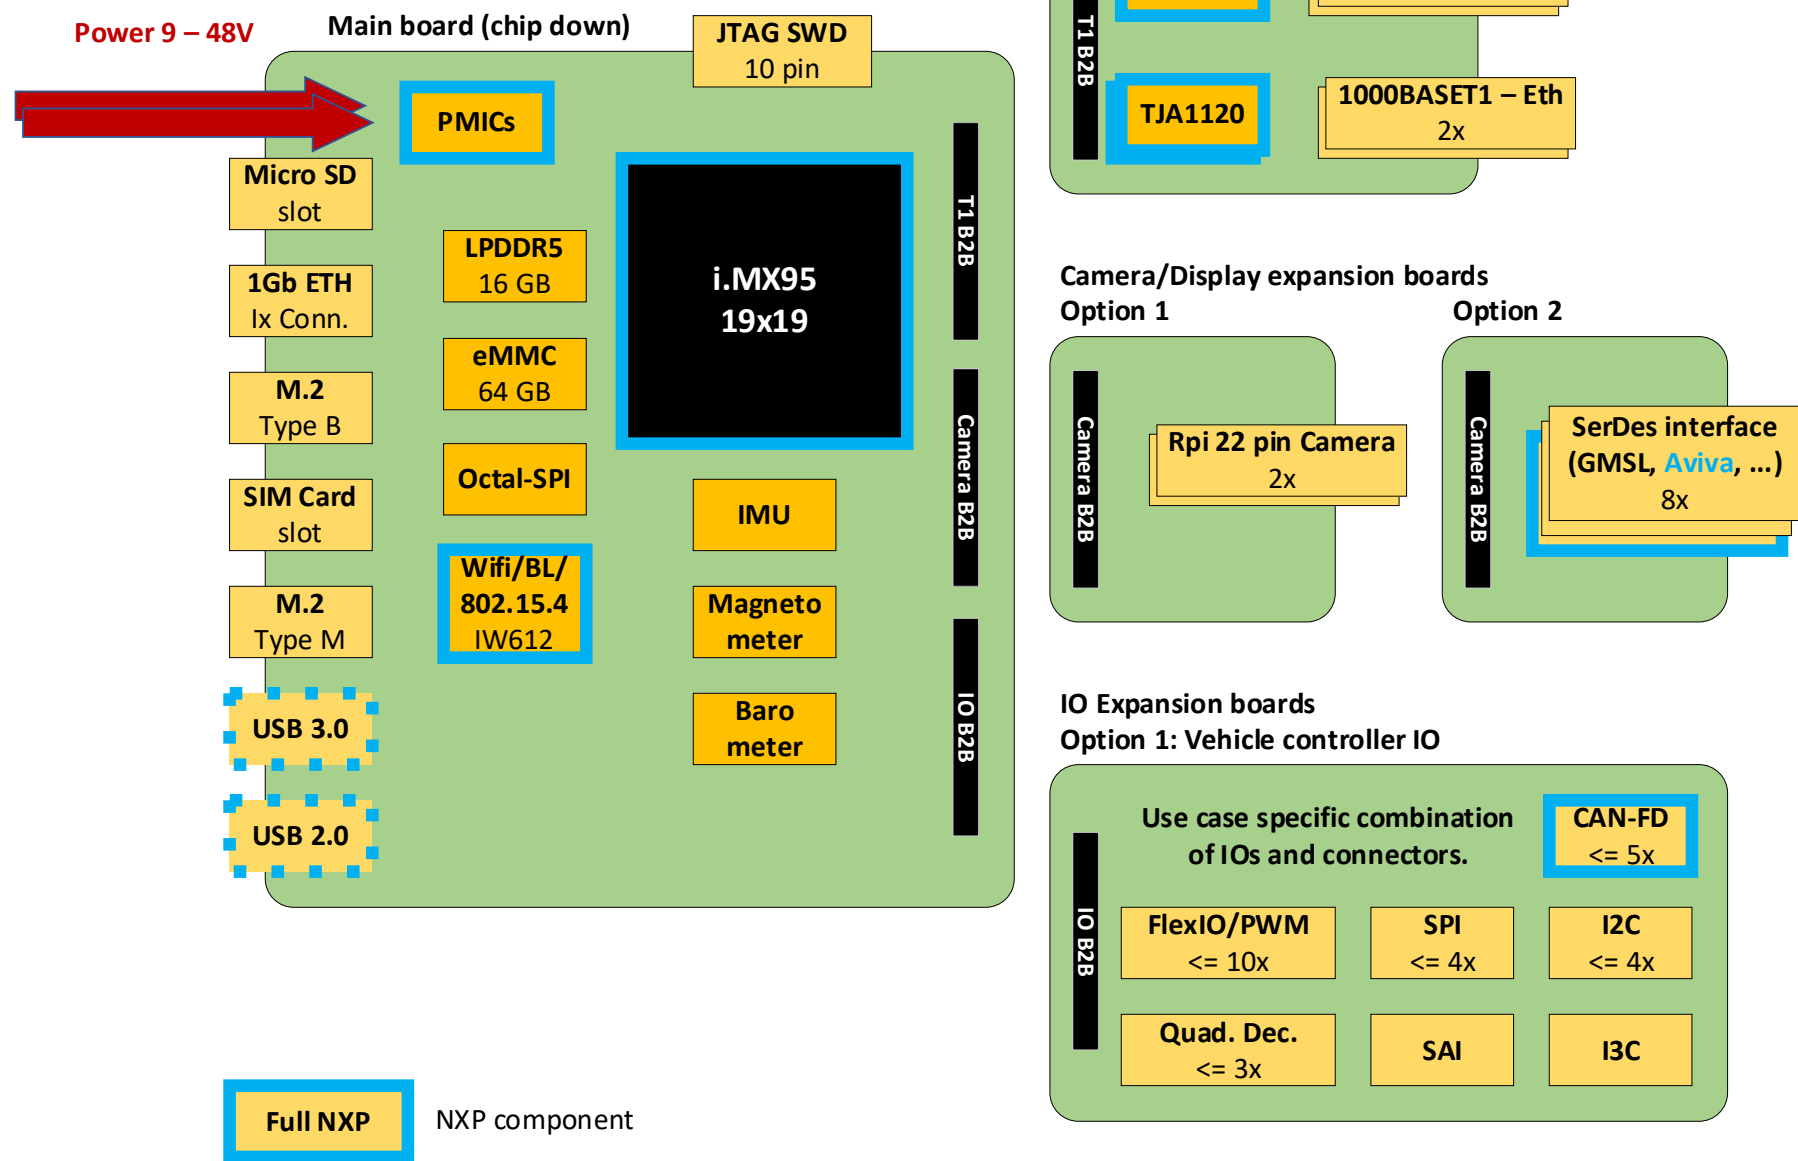 Power 9 – 48V
Main board (chip down)
JTAG SWD
10 pin
PMICs
Micro SD
slot
1Gb ETH
Ix Conn.
M.2
Type B
SIM Card
slot
M.2
Type M
USB 3.0
USB 2.0
LPDDR5
16 GB
eMMC
64 GB
Octal-SPI
Wifi/BL/
802.15.4
IW612
i.MX95
19x19
IMU
Magneto
meter
Baro
meter
T1 B2B
Camera B2B
IO B2B
T1 B2B
TJA1120
1000BASET1 – Eth
2x
Camera/Display expansion boards
Option 1
Option 2
Camera B2B
Rpi 22 pin Camera
2x
Camera B2B
SerDes interface
(GMSL, Aviva, ...)
8x
IO Expansion boards
Option 1: Vehicle controller IO
IO B2B
Use case specific combination
of IOs and connectors.
CAN-FD
<= 5x
FlexIO/PWM
<= 10x
SPI
<= 4x
I2C
<= 4x
Quad. Dec.
<= 3x
SAI
I3C
Full NXP
NXP component